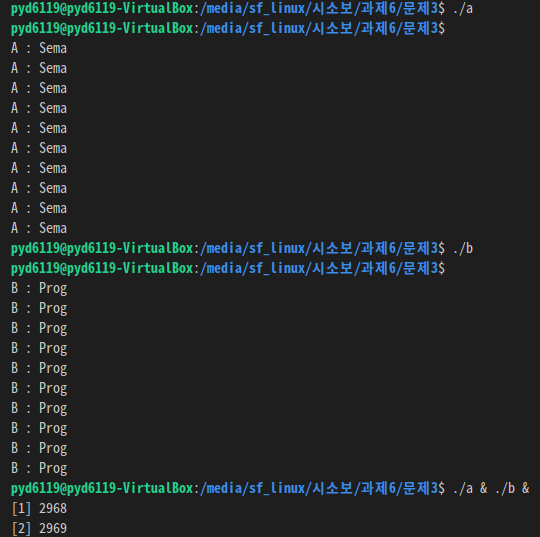 pyd6119@pyd6119-VirtualBox:/media/sf_linux/시소보/과제6/문제3$ ./a
pyd6119@pyd6119-VirtualBox:/media/sf_linux/시소보/과제6/문제3$
A : Sema
A : Sema
A : Sema
A : Sema
A : Sema
A : Sema
A : Sema
A : Sema
A : Sema
A : Sema
pyd6119@pyd6119-VirtualBox:/media/sf_linux/시소보/과제6/문제3$ ./b
pyd6119@pyd6119-VirtualBox:/media/sf_linux/시소보/과제6/문제3$
B : Prog
B : Prog
B : Prog
B : Prog
B : Prog
B : Prog
B : Prog
B : Prog
B : Prog
B : Prog
pyd6119@pyd6119-VirtualBox:/media/sf_linux/시소보/과제6/문제3$ ./a & ./b &
[1] 2968
[2] 2969